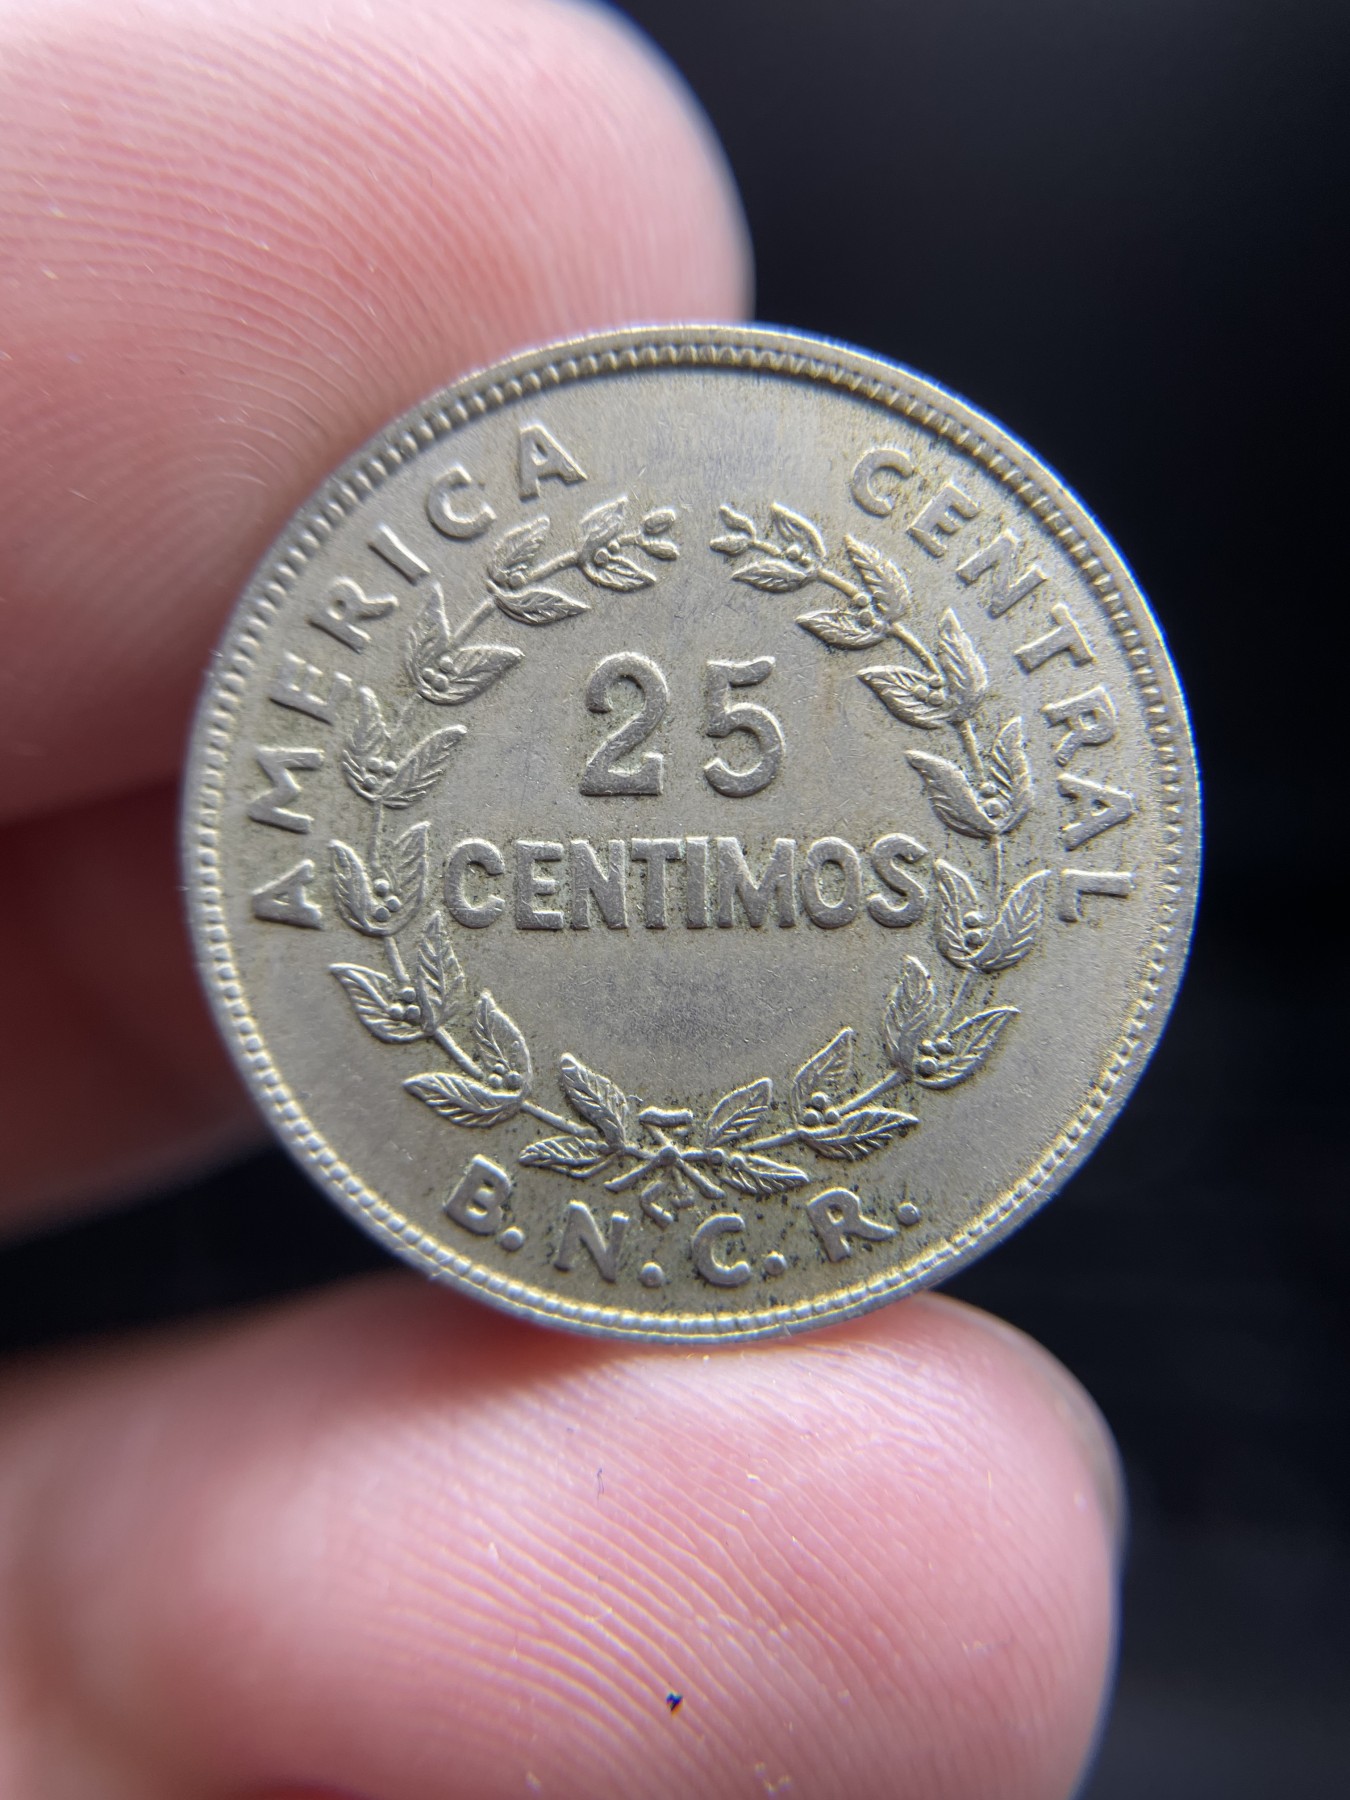 AMERICA CENTRAL
25
CENTIMOS
B.N.C.R.